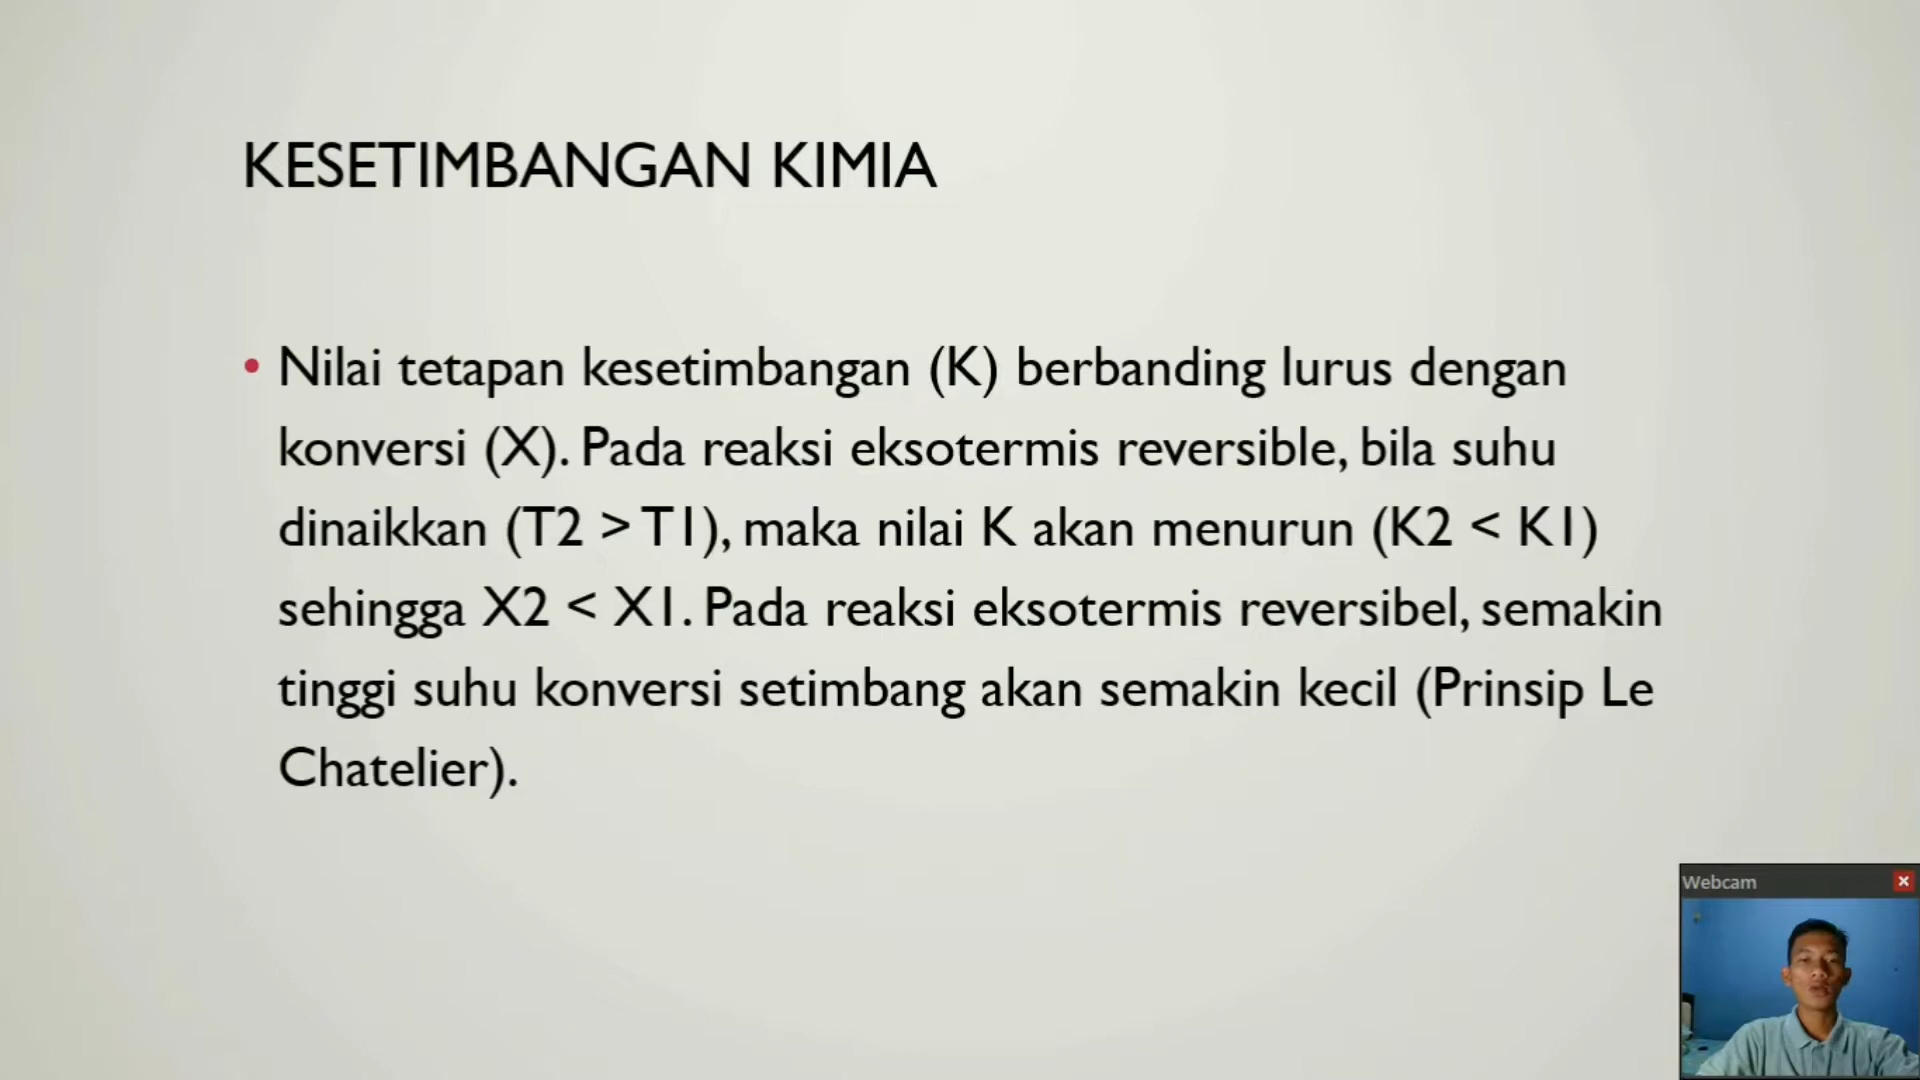 KESETIMBANGAN KIMIA
• Nilai tetapan kesetimbangan (K) berbanding lurus dengan
konversi (X). Pada reaksi eksotermis reversible, bila suhu
dinaikkan (T2 > T1), maka nilai K akan menurun (K2 < K1)
sehingga X2 < X1. Pada reaksi eksotermis reversibel, semakin
tinggi suhu konversi setimbang akan semakin kecil (Prinsip Le
Chatelier).
Webcam